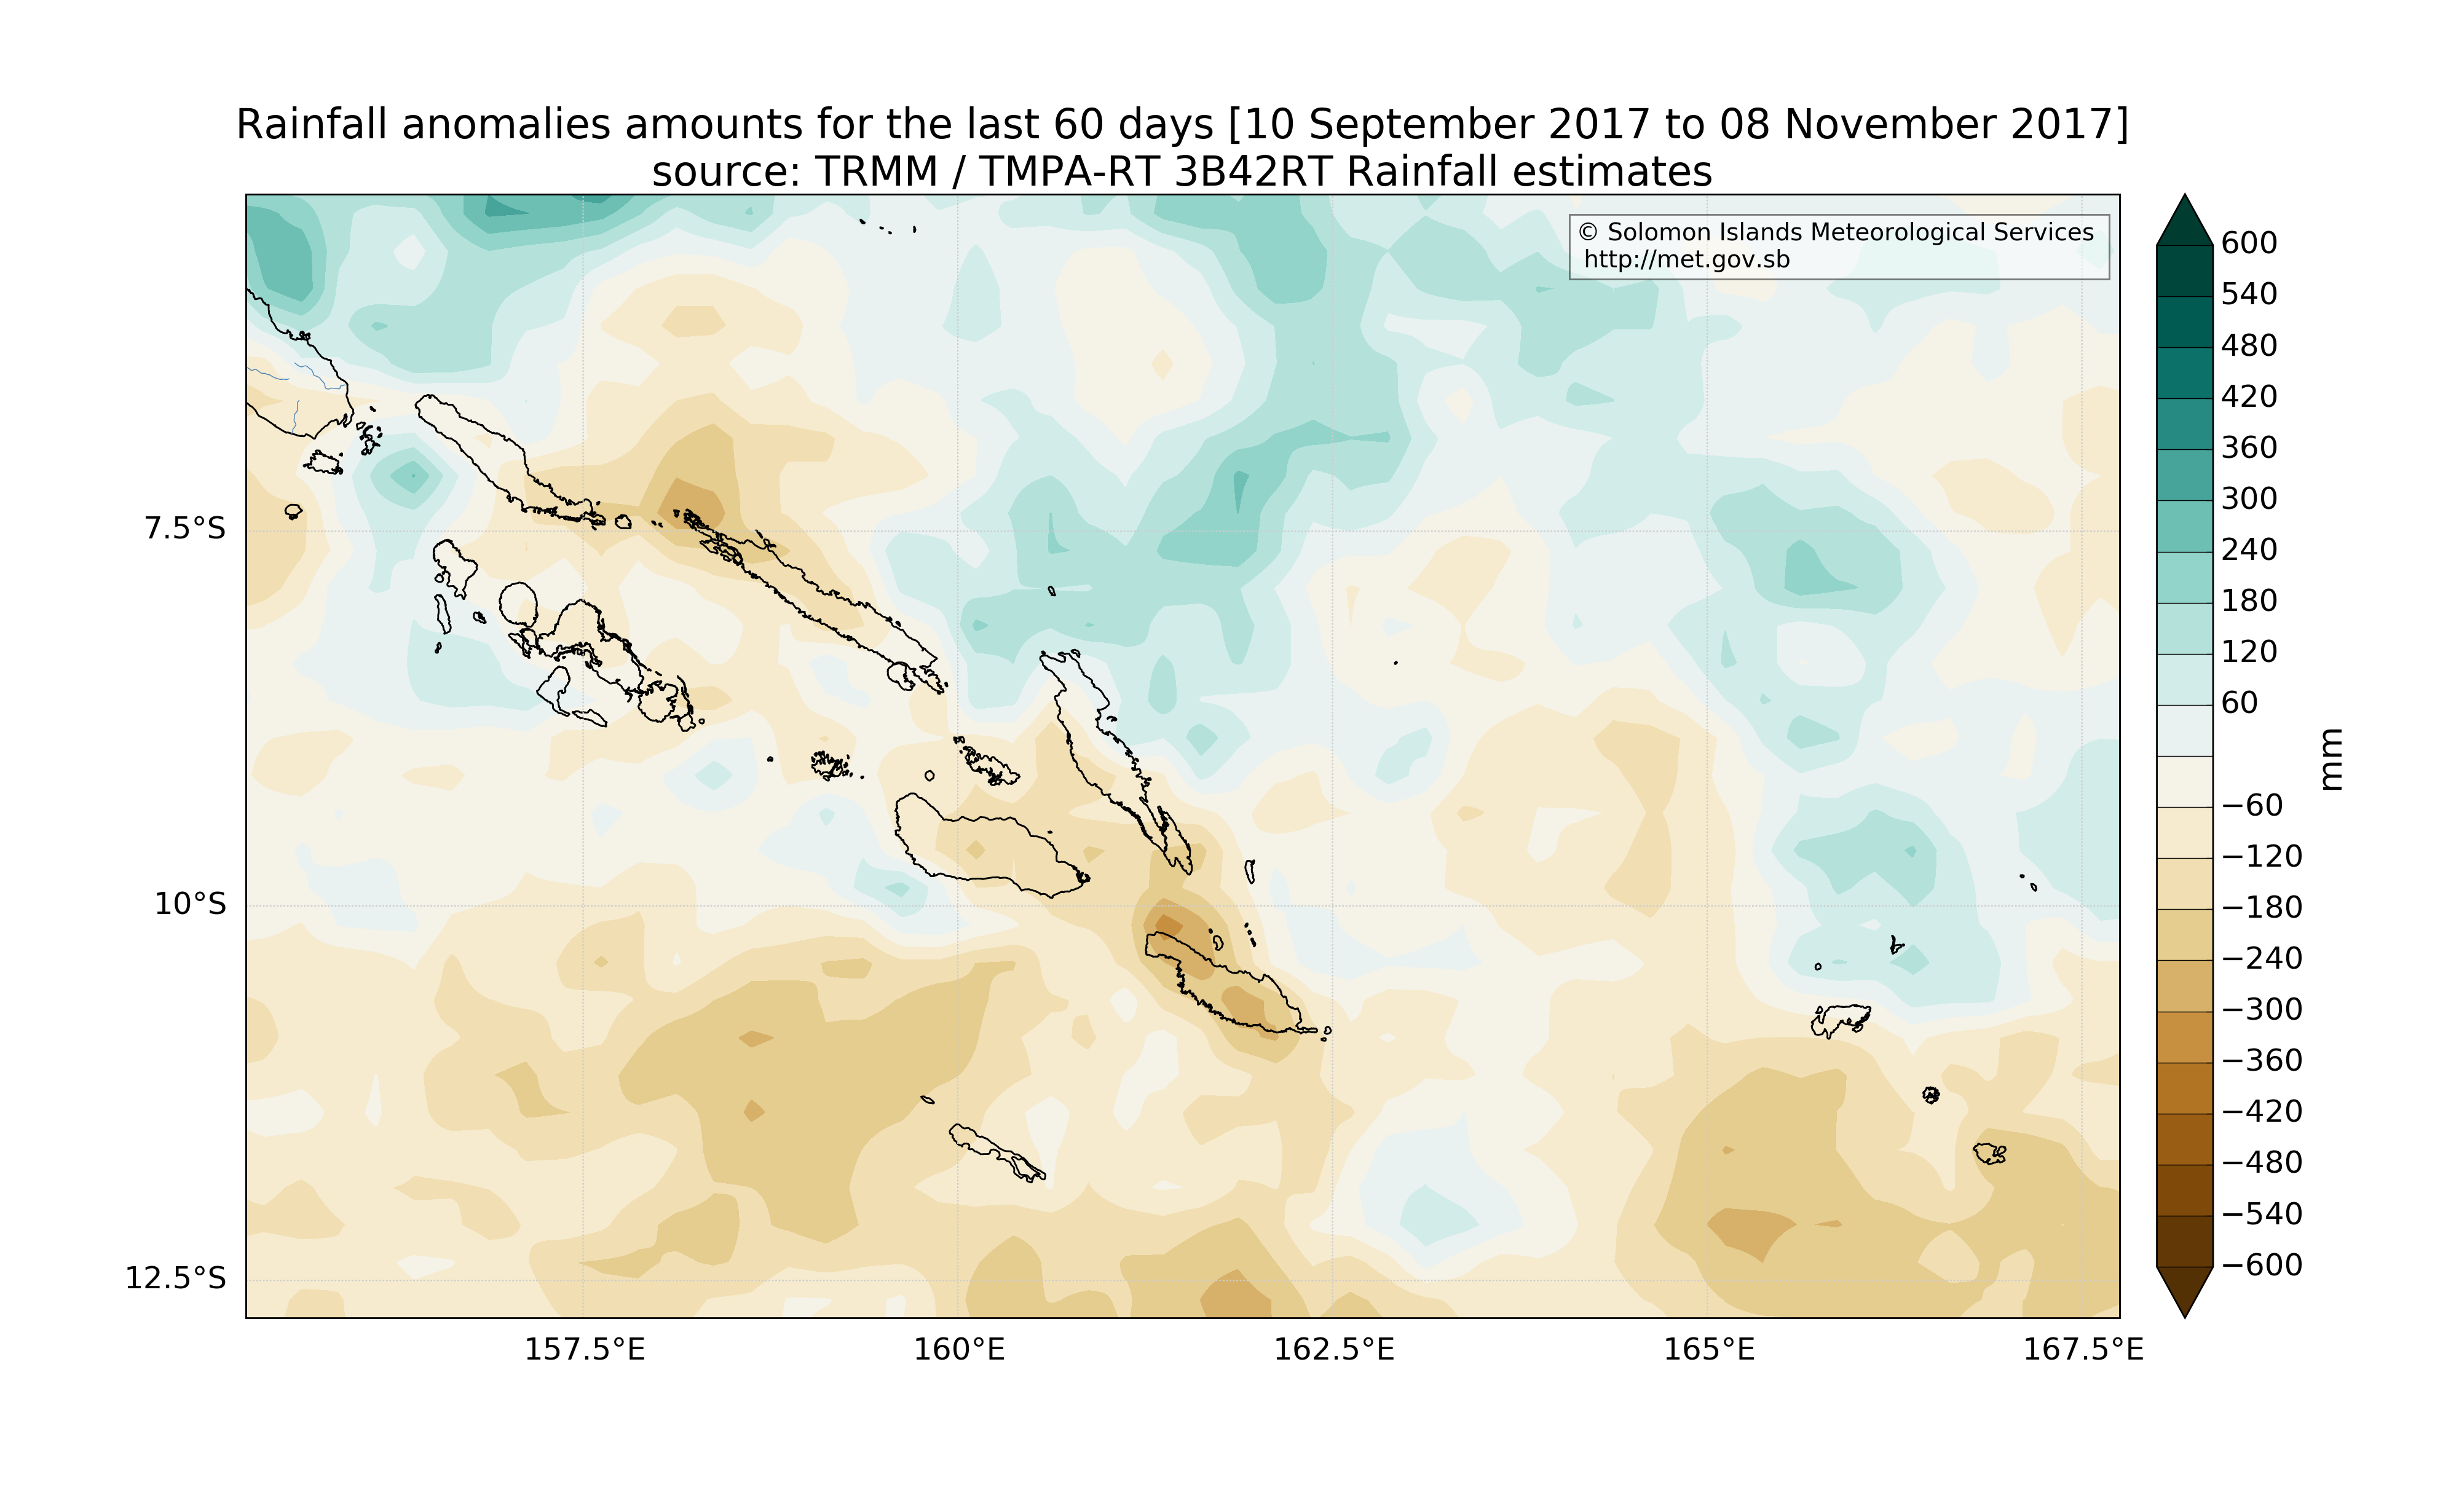 Rainfall anomalies amounts for the last 60 days [10 September 2017 to 08 November 2017]
source: TRMM / TMPA-RT 3B42RT Rainfall estimates
© Solomon Islands Meteorological Services
http://met.gov.sb
7.5°S
10°S
12.5°S
157.5°E
160°E
162.5°E
165°E
167.5°E
600
540
480
420
360
300
240
180
120
60
−60
−120
−180
−240
−300
−360
−420
−480
−540
−600
mm